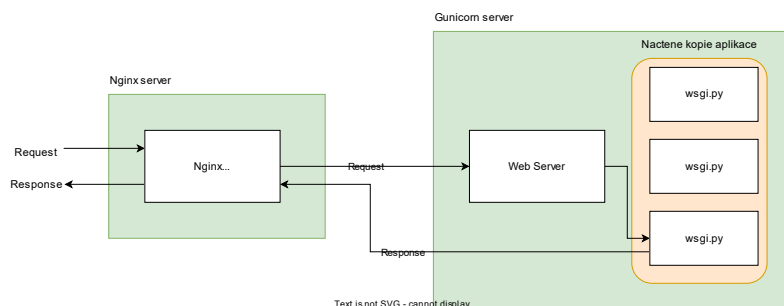 Gunicorn server
Nactene kopie aplikace
Nginx server
wsgi.py
Request
Nginx...
Request
Web Server
wsgi.py
Response
wsgi.py
Response
Text is not SVG - cannot display